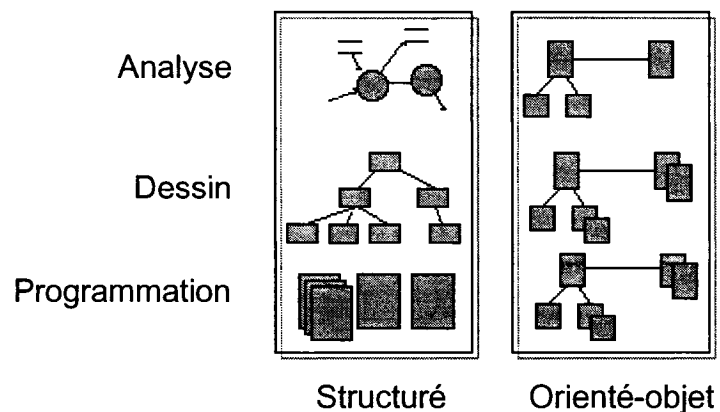 Analyse
Dessin
Programmation
Structuré
Orienté-objet